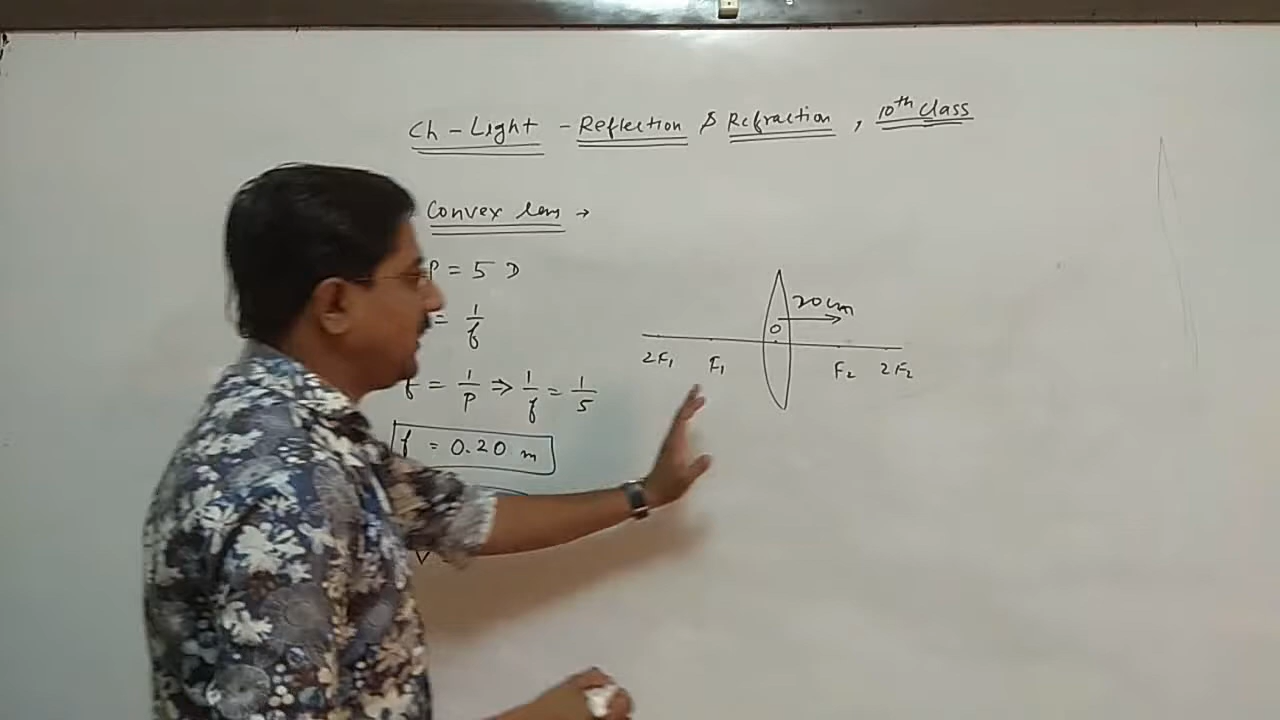 Ch - Light - Reflection & Refraction, 10th Class
Convex lens →
P = 5 D
= 1/f
f = 1/P ⇒ 1/f = 1/5
f = 0.20 m
20cm
O
2F₁ F₁ F₂ 2F₂